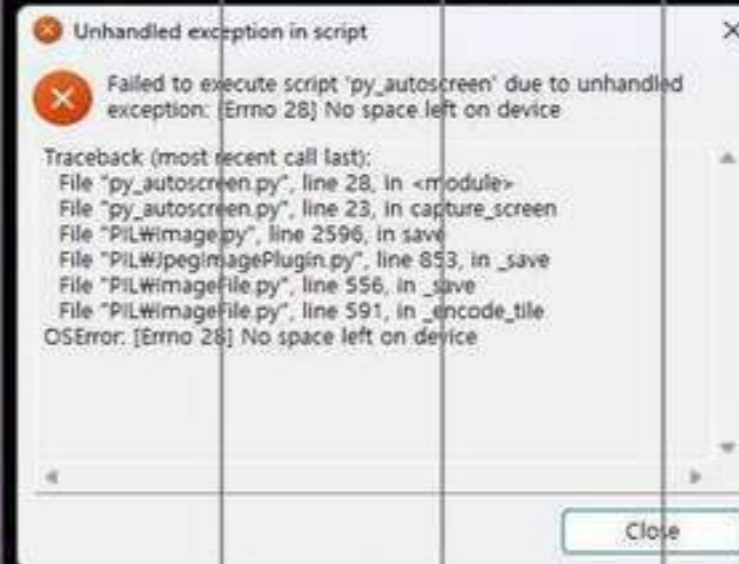 Unhandled exception in script
Failed to execute script 'py_autoscreen' due to unhandled
exception: [Errno 28] No space left on device
Traceback (most recent call last):
File "py_autoscreen.py", line 28, in <module>
File "py_autoscreen.py", line 23, in capture_screen
File "PIL₩Image.py", line 2596, in save
File "PIL₩JpegImagePlugin.py", line 853, in _save
File "PIL₩ImageFile.py", line 556, in _save
File "PIL₩ImageFile.py", line 591, in _encode_tile
OSError: [Errno 28] No space left on device
Close